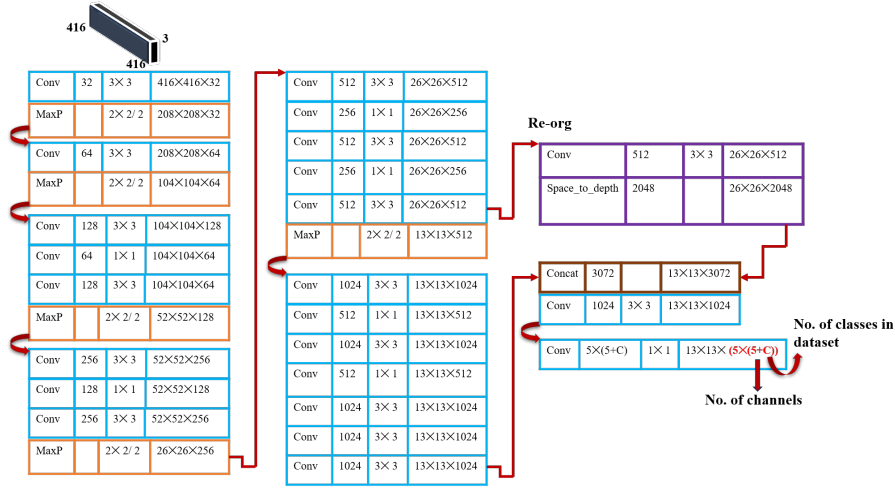 416
3
416
Conv 32 3×3 416×416×32
MaxP 2×2/2 208×208×32
Conv 64 3×3 208×208×64
MaxP 2×2/2 104×104×64
Conv 128 3×3 104×104×128
Conv 64 1×1 104×104×64
Conv 128 3×3 104×104×64
MaxP 2×2/2 52×52×128
Conv 256 3×3 52×52×256
Conv 128 1×1 52×52×128
Conv 256 3×3 52×52×256
MaxP 2×2/2 26×26×256
Conv 512 3×3 26×26×512
Conv 256 1×1 26×26×256
Conv 512 3×3 26×26×512
Conv 256 1×1 26×26×256
Conv 512 3×3 26×26×512
MaxP 2×2/2 13×13×512
Conv 1024 3×3 13×13×1024
Conv 512 1×1 13×13×512
Conv 1024 3×3 13×13×1024
Conv 512 1×1 13×13×512
Conv 1024 3×3 13×13×1024
Conv 1024 3×3 13×13×1024
Conv 1024 3×3 13×13×1024
Re-org
Conv 512 3×3 26×26×512
Space_to_depth 2048 26×26×2048
Concat 3072 13×13×3072
Conv 1024 3×3 13×13×1024
Conv 5×(5+C) 1×1 13×13×(5×(5+C))
No. of classes in
dataset
No. of channels